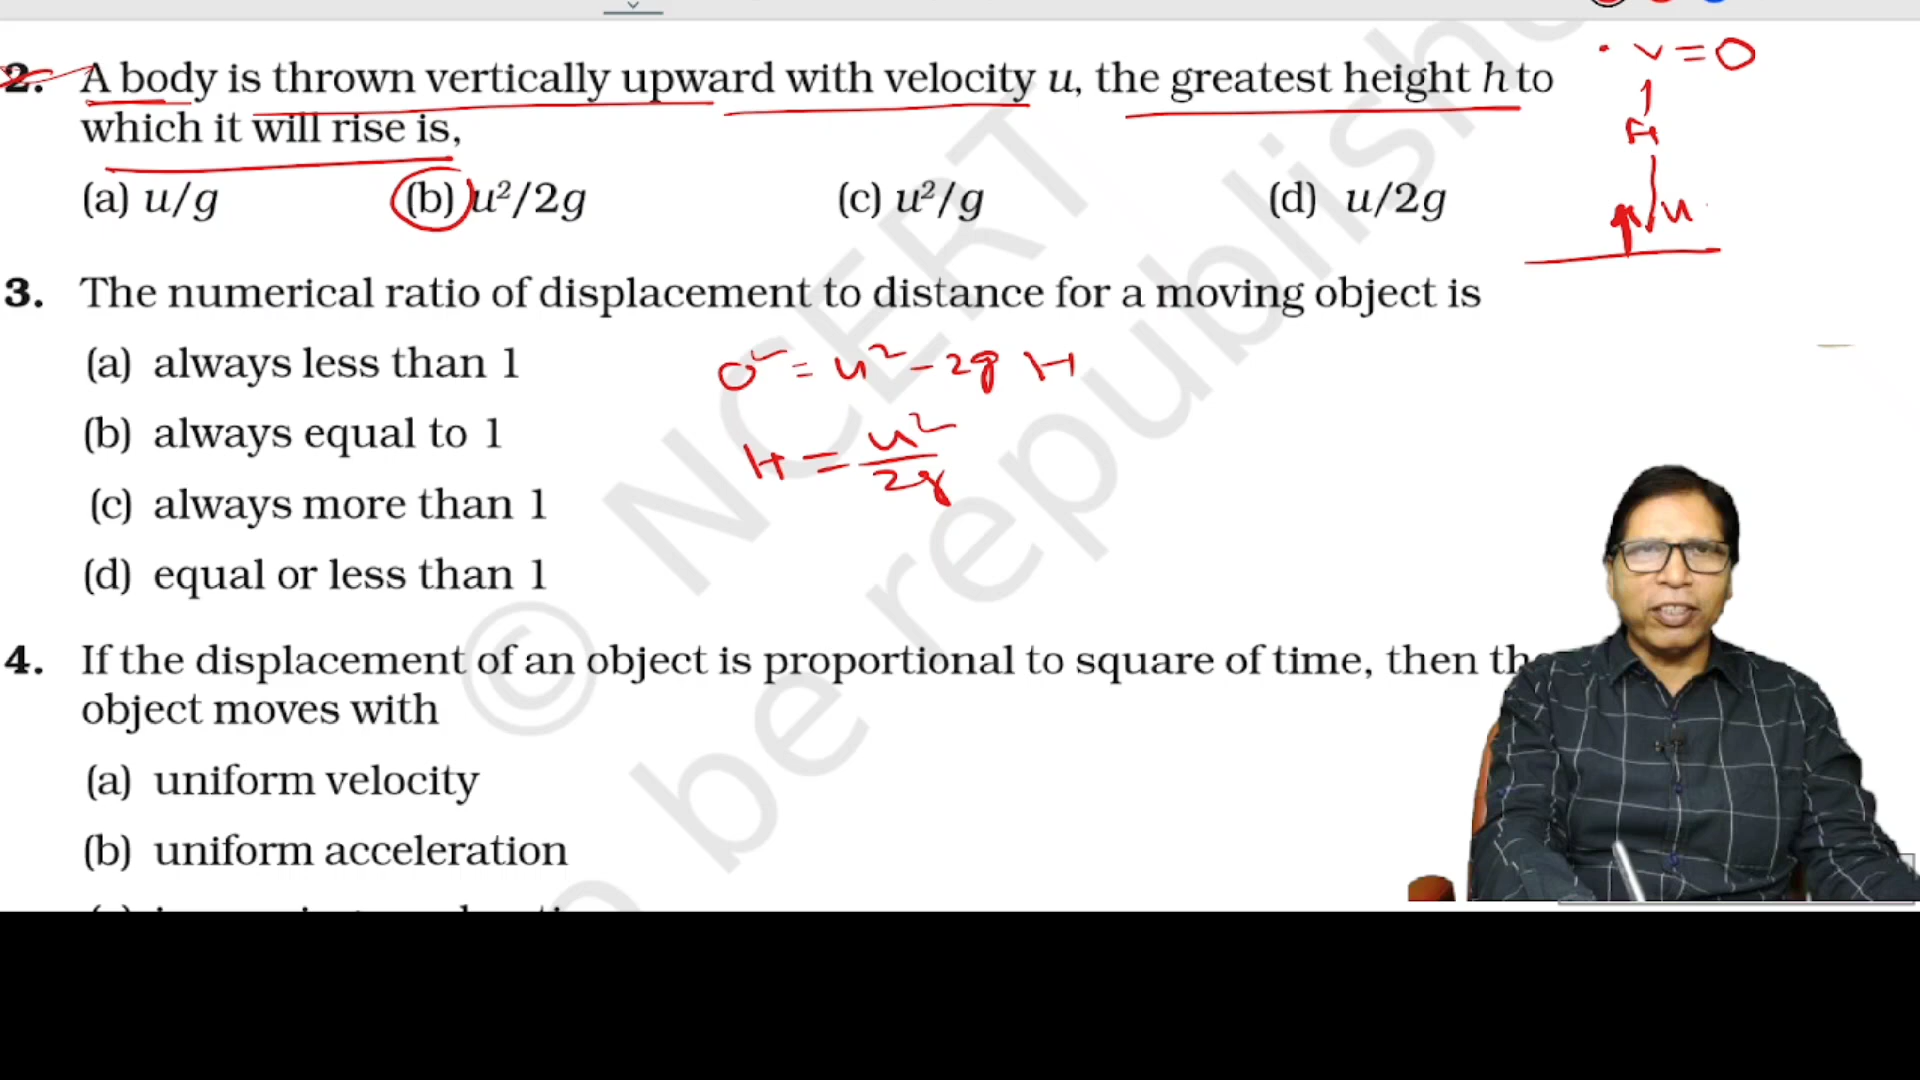 2. A body is thrown vertically upward with velocity u, the greatest height h to
which it will rise is,
(a) u/g (b) u²/2g (c) u²/g (d) u/2g
v = 0
H
u
3. The numerical ratio of displacement to distance for a moving object is
(a) always less than 1
0² = u² - 2g H
(b) always equal to 1
H = u²/2g
(c) always more than 1
(d) equal or less than 1
4. If the displacement of an object is proportional to square of time, then th
object moves with
(a) uniform velocity
(b) uniform acceleration
© NCERT
be republishe